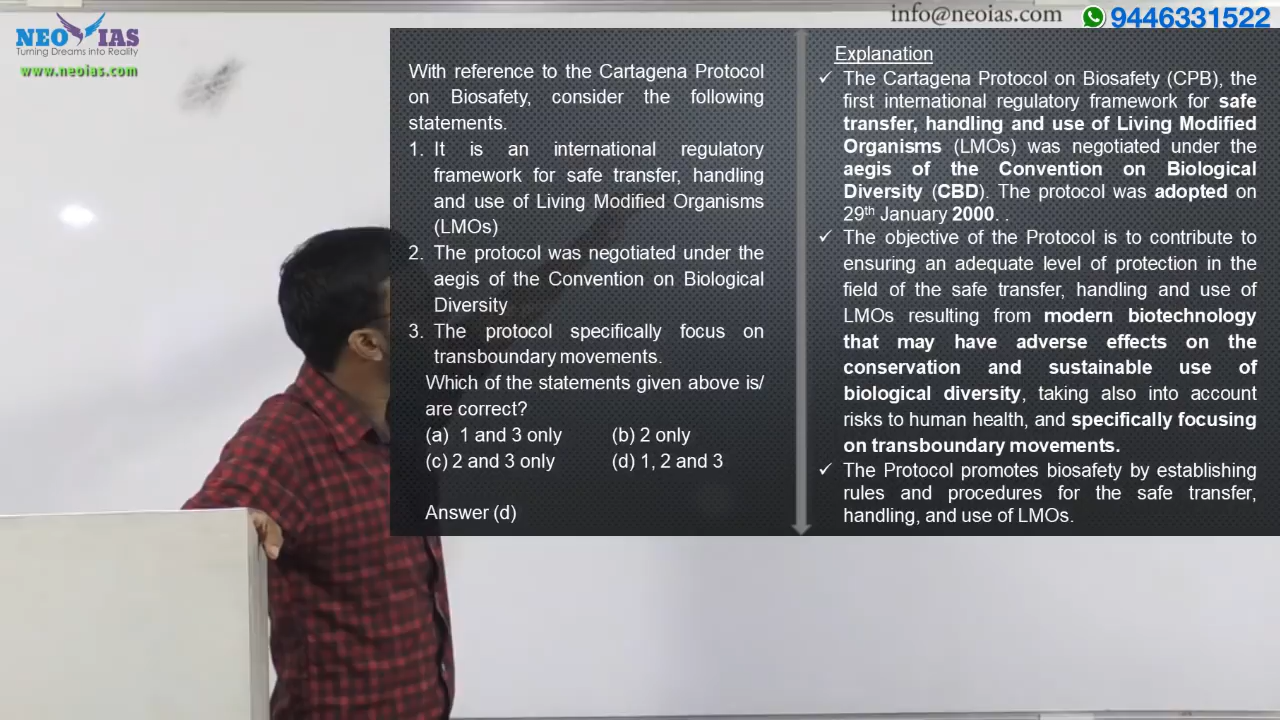 NEO IAS
Turning Dreams into Reality
www.neoias.com
info@neoias.com
9446331522
With reference to the Cartagena Protocol
on Biosafety, consider the following
statements.
1. It is an international regulatory
framework for safe transfer, handling
and use of Living Modified Organisms
(LMOs)
2. The protocol was negotiated under the
aegis of the Convention on Biological
Diversity
3. The protocol specifically focus on
transboundary movements.
Which of the statements given above is/
are correct?
(a) 1 and 3 only (b) 2 only
(c) 2 and 3 only (d) 1, 2 and 3
Answer (d)
Explanation
✓ The Cartagena Protocol on Biosafety (CPB), the
first international regulatory framework for safe
transfer, handling and use of Living Modified
Organisms (LMOs) was negotiated under the
aegis of the Convention on Biological
Diversity (CBD). The protocol was adopted on
29th January 2000. .
✓ The objective of the Protocol is to contribute to
ensuring an adequate level of protection in the
field of the safe transfer, handling and use of
LMOs resulting from modern biotechnology
that may have adverse effects on the
conservation and sustainable use of
biological diversity, taking also into account
risks to human health, and specifically focusing
on transboundary movements.
✓ The Protocol promotes biosafety by establishing
rules and procedures for the safe transfer,
handling, and use of LMOs.